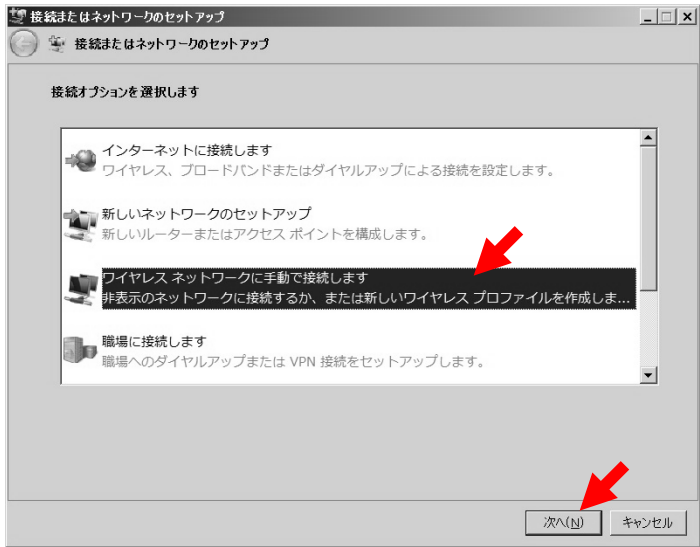 接続またはネットワークのセットアップ
接続またはネットワークのセットアップ
接続オプションを選択します
インターネットに接続します
ワイヤレス、ブロードバンドまたはダイヤルアップによる接続を設定します。
新しいネットワークのセットアップ
新しいルーターまたはアクセス ポイントを構成します。
ワイヤレス ネットワークに手動で接続します
非表示のネットワークに接続するか、または新しいワイヤレス プロファイルを作成しま...
職場に接続します
職場へのダイヤルアップまたは VPN 接続をセットアップします。
次へ(N)
キャンセル